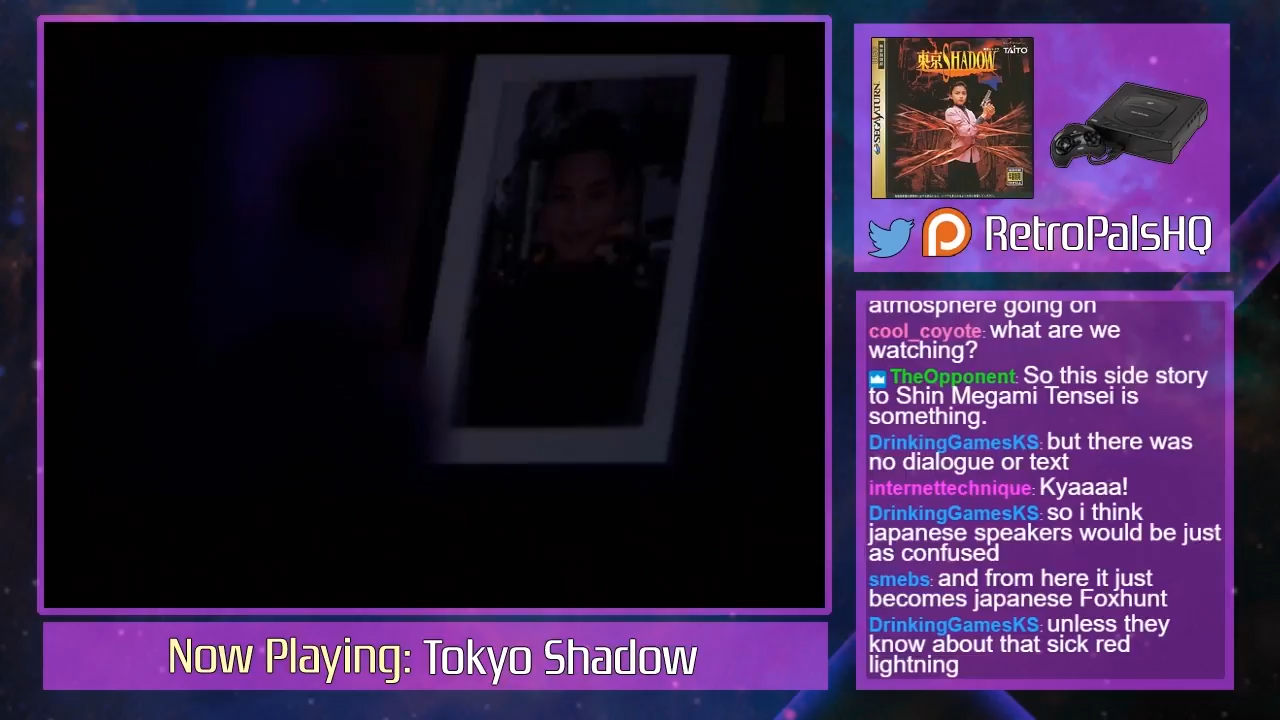 東京SHADOW
TAITO
SEGA SATURN
RetroPalsHQ
atmosphere going on
cool_coyote: what are we
watching?
TheOpponent: So this side story
to Shin Megami Tensei is
something.
DrinkingGamesKS: but there was
no dialogue or text
internettechnique: Kyaaaa!
DrinkingGamesKS: so i think
japanese speakers would be just
as confused
smebs: and from here it just
becomes japanese Foxhunt
DrinkingGamesKS: unless they
know about that sick red
lightning
Now Playing: Tokyo Shadow